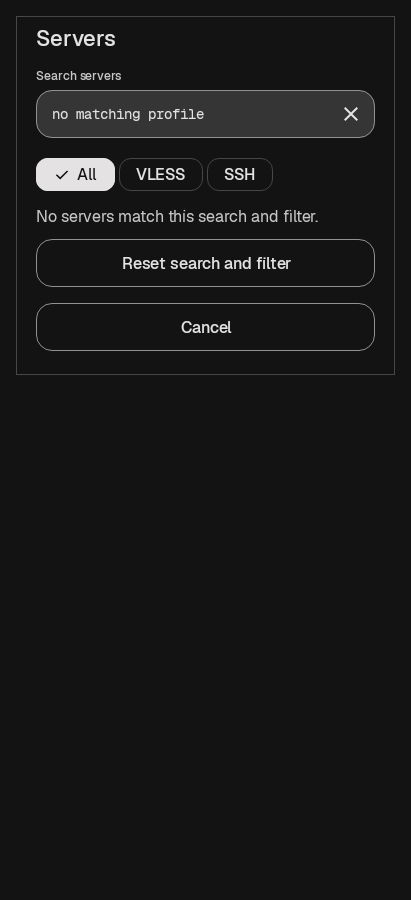 Servers
Search servers
no matching profile
All VLESS SSH
No servers match this search and filter.
Reset search and filter
Cancel